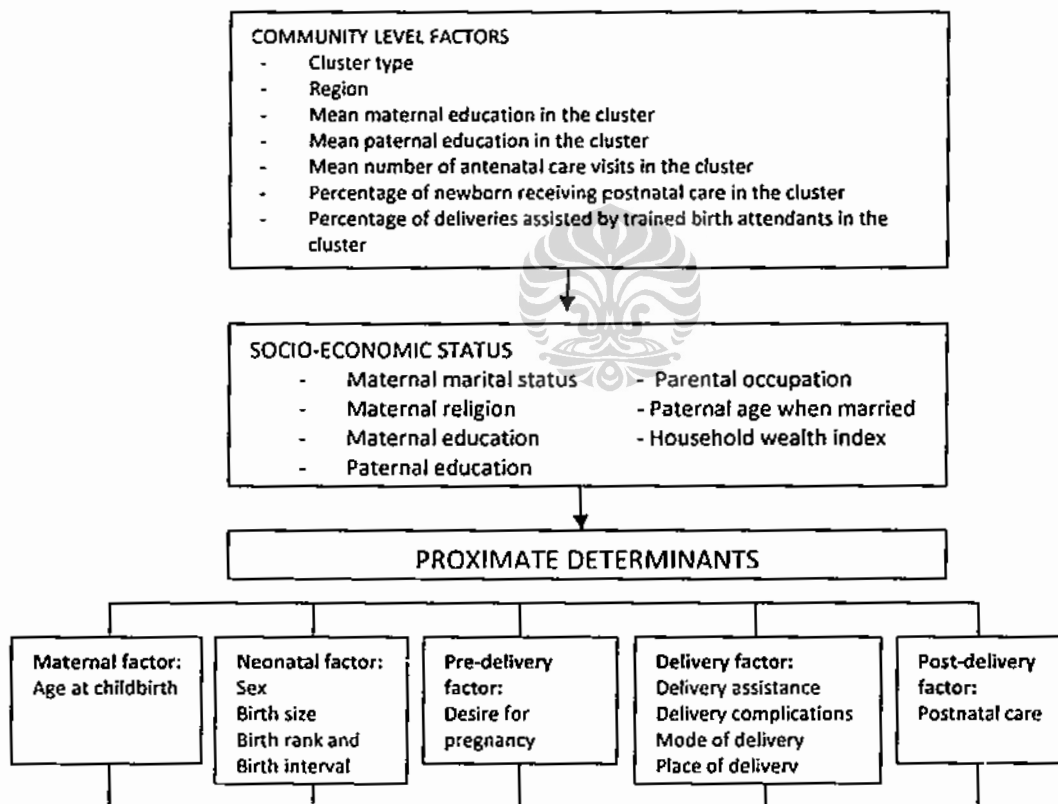 COMMUNITY LEVEL FACTORS
- Cluster type
- Region
- Mean maternal education in the cluster
- Mean paternal education in the cluster
- Mean number of antenatal care visits in the cluster
- Percentage of newborn receiving postnatal care in the cluster
- Percentage of deliveries assisted by trained birth attendants in the
cluster
SOCIO-ECONOMIC STATUS
- Maternal marital status - Parental occupation
- Maternal religion - Paternal age when married
- Maternal education - Household wealth index
- Paternal education
PROXIMATE DETERMINANTS
Maternal factor:
Age at childbirth
Neonatal factor:
Sex
Birth size
Birth rank and
Birth interval
Pre-delivery
factor:
Desire for
pregnancy
Delivery factor:
Delivery assistance
Delivery complications
Mode of delivery
Place of delivery
Post-delivery
factor:
Postnatal care